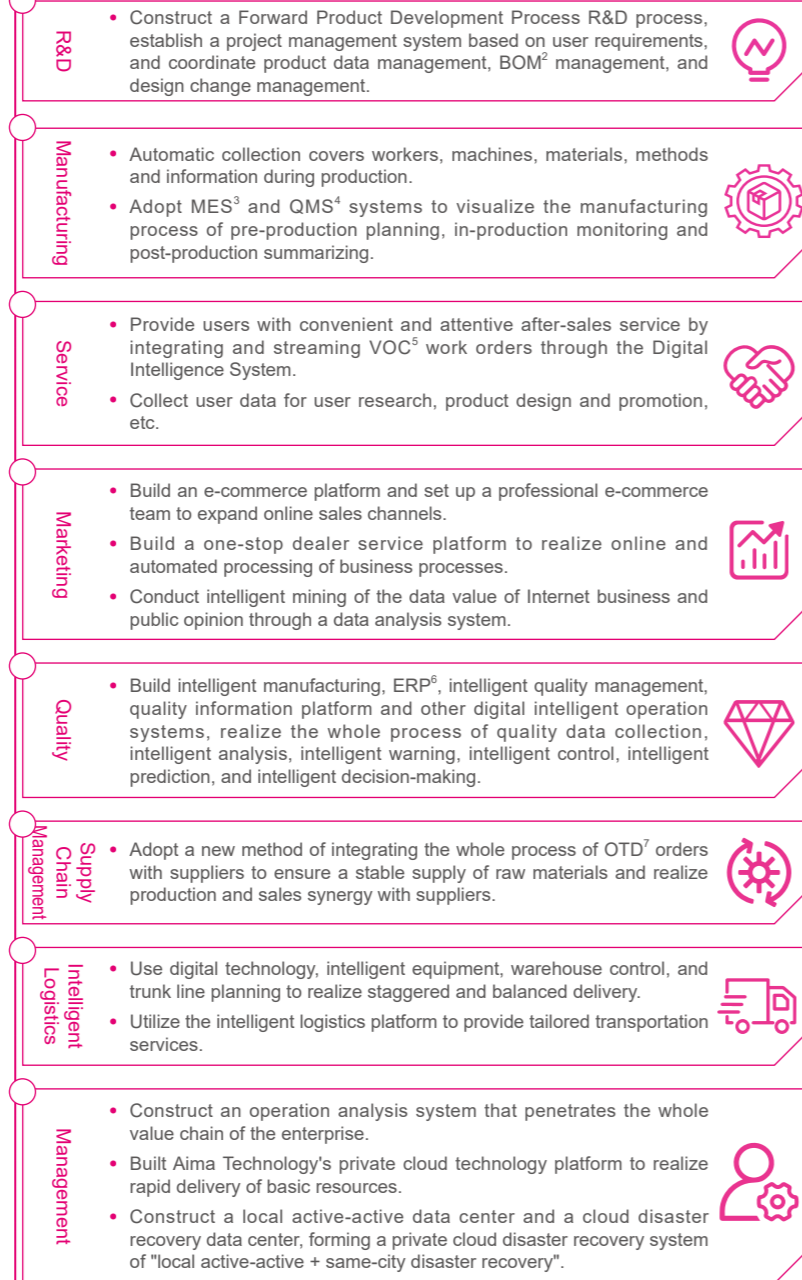 R&D
• Construct a Forward Product Development Process R&D process,
establish a project management system based on user requirements,
and coordinate product data management, BOM² management, and
design change management.
Manufacturing
• Automatic collection covers workers, machines, materials, methods
and information during production.
• Adopt MES³ and QMS⁴ systems to visualize the manufacturing
process of pre-production planning, in-production monitoring and
post-production summarizing.
Service
• Provide users with convenient and attentive after-sales service by
integrating and streaming VOC⁵ work orders through the Digital
Intelligence System.
• Collect user data for user research, product design and promotion,
etc.
Marketing
• Build an e-commerce platform and set up a professional e-commerce
team to expand online sales channels.
• Build a one-stop dealer service platform to realize online and
automated processing of business processes.
• Conduct intelligent mining of the data value of Internet business and
public opinion through a data analysis system.
Quality
• Build intelligent manufacturing, ERP⁶, intelligent quality management,
quality information platform and other digital intelligent operation
systems, realize the whole process of quality data collection,
intelligent analysis, intelligent warning, intelligent control, intelligent
prediction, and intelligent decision-making.
Supply
Chain
Management
• Adopt a new method of integrating the whole process of OTD⁷ orders
with suppliers to ensure a stable supply of raw materials and realize
production and sales synergy with suppliers.
Intelligent
Logistics
• Use digital technology, intelligent equipment, warehouse control, and
trunk line planning to realize staggered and balanced delivery.
• Utilize the intelligent logistics platform to provide tailored transportation
services.
Management
• Construct an operation analysis system that penetrates the whole
value chain of the enterprise.
• Built Aima Technology's private cloud technology platform to realize
rapid delivery of basic resources.
• Construct a local active-active data center and a cloud disaster
recovery data center, forming a private cloud disaster recovery system
of "local active-active + same-city disaster recovery".